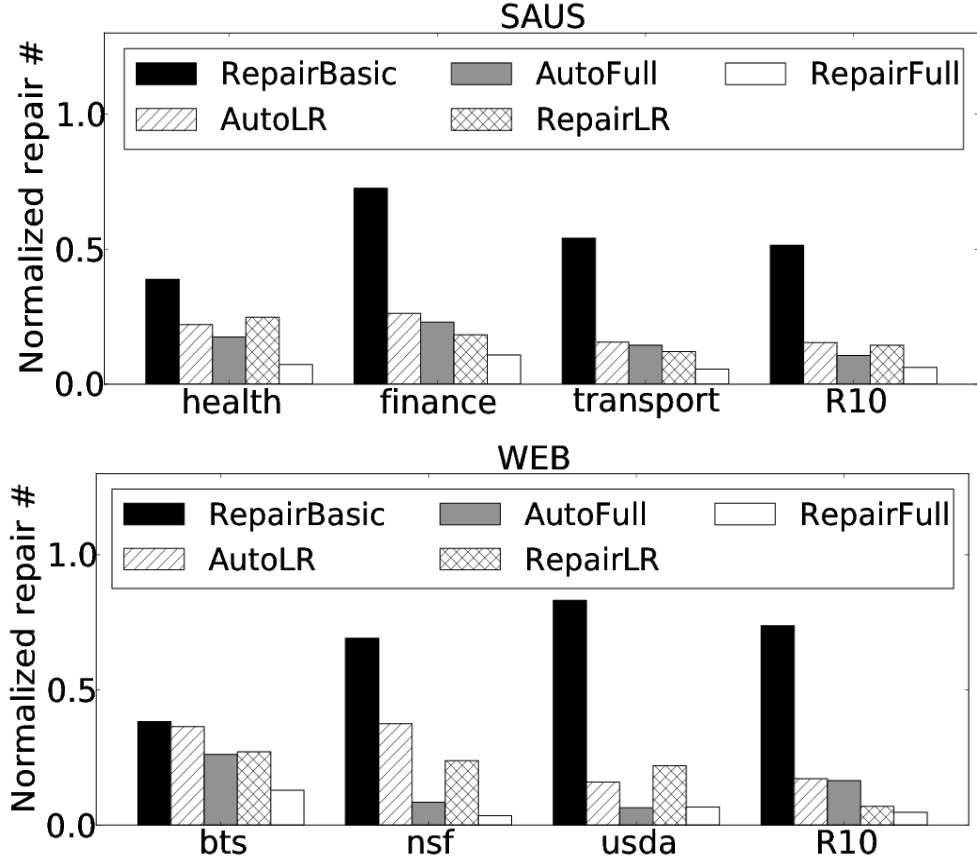 SAUS
RepairBasic AutoFull RepairFull
AutoLR RepairLR
Normalized repair #
1.0
0.5
0.0
health finance transport R10
WEB
RepairBasic AutoFull RepairFull
AutoLR RepairLR
Normalized repair #
1.0
0.5
0.0
bts nsf usda R10